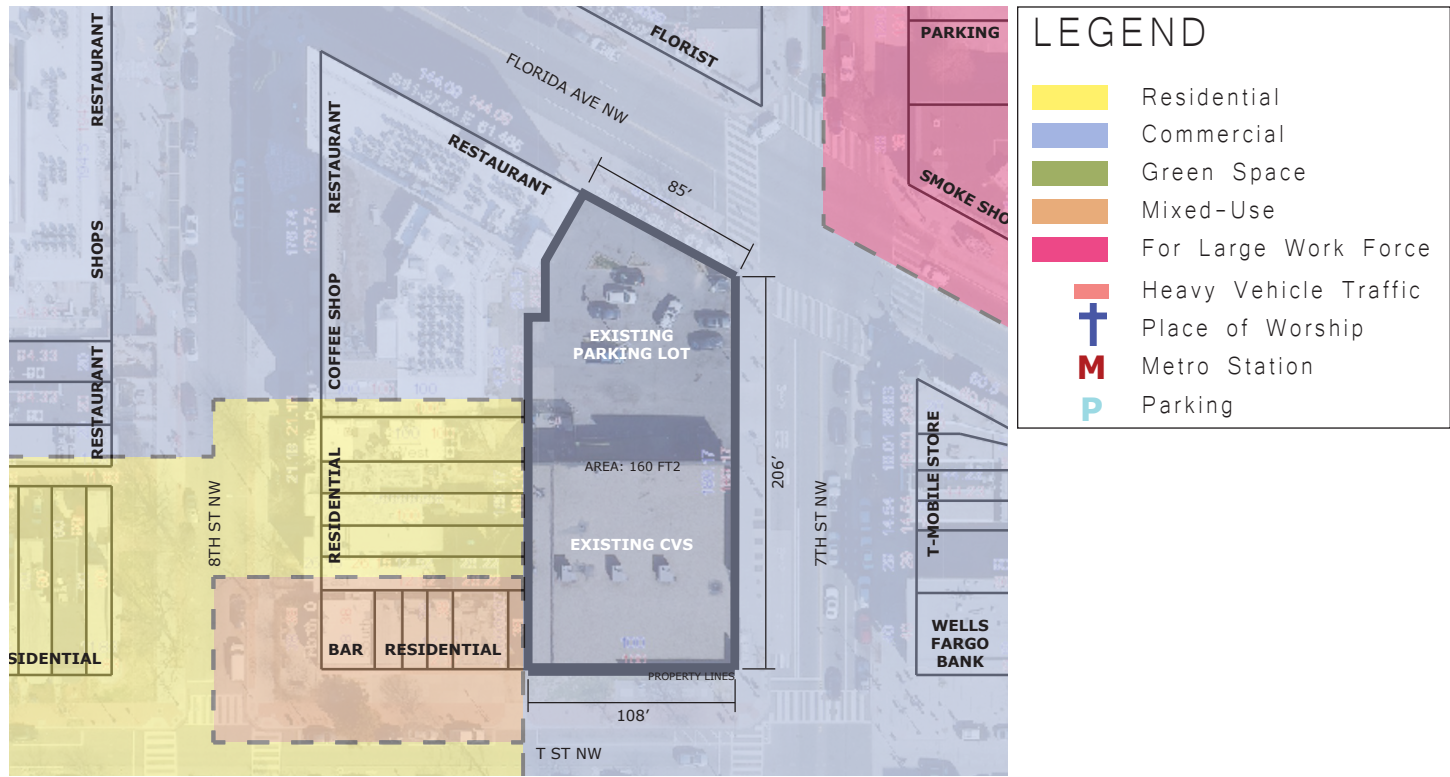 RESTAURANT
SHOPS
RESTAURANT
RESTAURANT
COFFEE SHOP
RESIDENTIAL
RESTAURANT
FLORIDA AVE NW
FLORIST
PARKING
SMOKE SHO
85'
EXISTING
PARKING LOT
206'
AREA: 160 FT2
EXISTING CVS
8TH ST NW
7TH ST NW
T-MOBILE STORE
WELLS
FARGO
BANK
SIDENTIAL
BAR
RESIDENTIAL
PROPERTY LINES
108'
T ST NW
LEGEND
Residential
Commercial
Green Space
Mixed-Use
For Large Work Force
Heavy Vehicle Traffic
Place of Worship
M Metro Station
P Parking